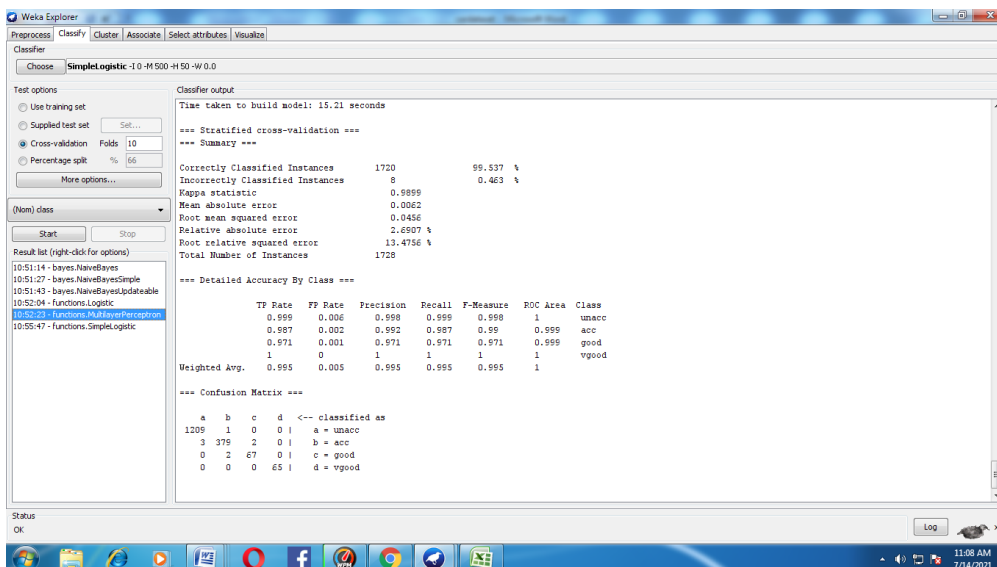 Weka Explorer
Preprocess Classify Cluster Associate Select attributes Visualize
Classifier
Choose SimpleLogistic -I 0 -M 500 -H 50 -W 0.0
Test options
Use training set
Supplied test set Set...
Cross-validation Folds 10
Percentage split % 66
More options...
(Nom) class
Start Stop
Result list (right-click for options)
10:51:14 - bayes.NaiveBayes
10:51:27 - bayes.NaiveBayesSimple
10:51:43 - bayes.NaiveBayesUpdateable
10:52:04 - functions.Logistic
10:52:23 - functions.MultilayerPerceptron
10:55:47 - functions.SimpleLogistic
Classifier output
Time taken to build model: 15.21 seconds
=== Stratified cross-validation ===
=== Summary ===
Correctly Classified Instances 1720 99.537 %
Incorrectly Classified Instances 8 0.463 %
Kappa statistic 0.9899
Mean absolute error 0.0062
Root mean squared error 0.0456
Relative absolute error 2.6907 %
Root relative squared error 13.4756 %
Total Number of Instances 1728
=== Detailed Accuracy By Class ===
TP Rate FP Rate Precision Recall F-Measure ROC Area Class
0.999 0.006 0.998 0.999 0.998 1 unacc
0.987 0.002 0.992 0.987 0.99 0.999 acc
0.971 0.001 0.971 0.971 0.971 0.999 good
1 0 1 1 1 1 vgood
Weighted Avg. 0.995 0.005 0.995 0.995 0.995 1
=== Confusion Matrix ===
a b c d <-- classified as
1209 1 0 0 | a = unacc
3 379 2 0 | b = acc
0 2 67 0 | c = good
0 0 0 65 | d = vgood
Status
OK
Log
x
WPM
11:08 AM
7/14/2021